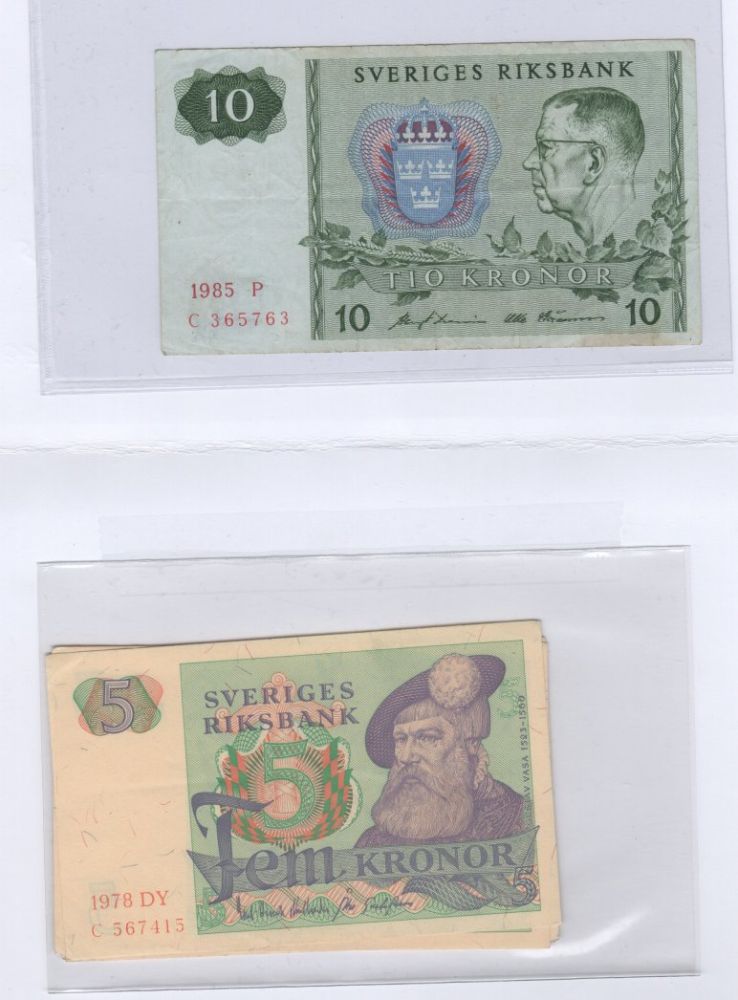 10
SVERIGES RIKSBANK
TIO KRONOR
1985 P
C 365763
10
10
5
SVERIGES
RIKSBANK
5
VASA 1523-1560
Fem KRONOR
1978 DY
C 567415
5